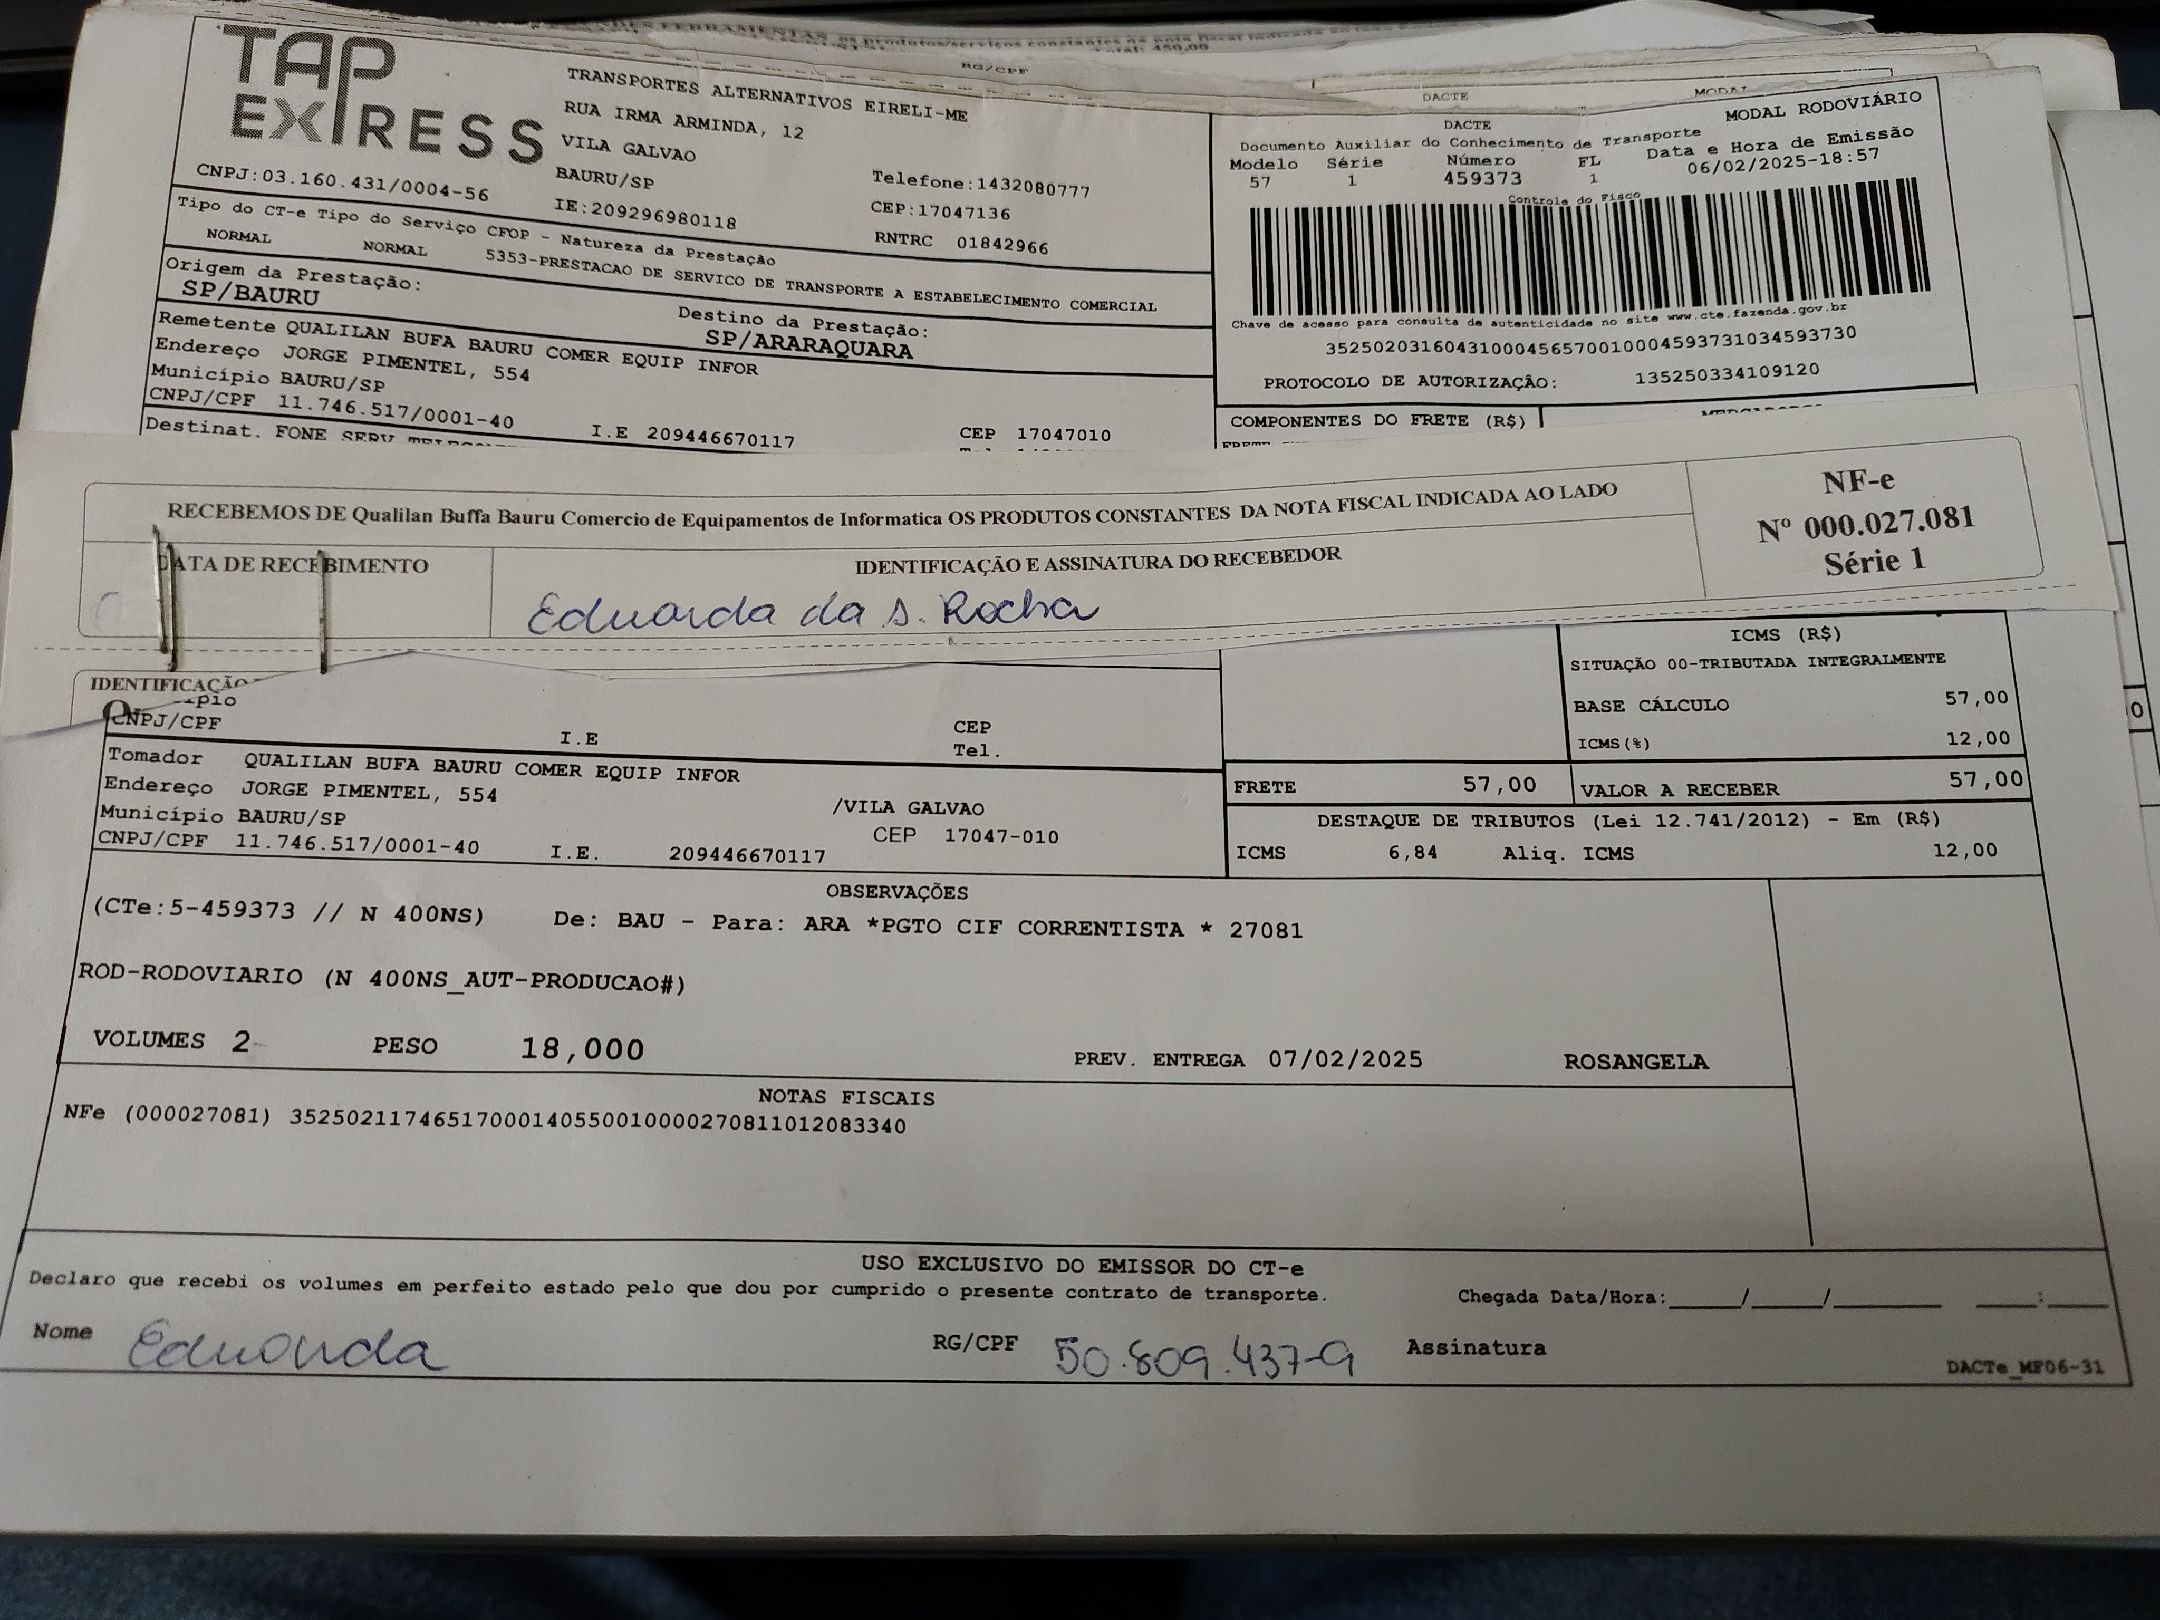 TAP
EXPRESS
TRANSPORTES ALTERNATIVOS EIRELI-ME
RUA IRMA ARMINDA, 12
VILA GALVAO
BAURU/SP
Telefone:1432080777
CNPJ:03.160.431/0004-56
IE:209296980118
CEP:17047136
RNTRC 01842966
Tipo do CT-e Tipo do Serviço CFOP - Natureza da Prestação
NORMAL NORMAL 5353-PRESTACAO DE SERVICO DE TRANSPORTE A ESTABELECIMENTO COMERCIAL
Origem da Prestação:
SP/BAURU
Destino da Prestação:
SP/ARARAQUARA
Remetente QUALILAN BUFA BAURU COMER EQUIP INFOR
Endereço JORGE PIMENTEL, 554
Município BAURU/SP
CNPJ/CPF 11.746.517/0001-40 I.E 209446670117 CEP 17047010
Destinat. FONE SERV
RG/CPF
DACTE
DACTE MODAL RODOVIÁRIO
Documento Auxiliar do Conhecimento de Transporte
Modelo Série Número FL Data e Hora de Emissão
57 1 459373 1 06/02/2025-18:57
Controle do Fisco
Chave de acesso para consulta de autenticidade no site www.cte.fazenda.gov.br
35250203160431000456570010004593731034593730
PROTOCOLO DE AUTORIZAÇÃO: 135250334109120
COMPONENTES DO FRETE (R$)
RECEBEMOS DE Qualilan Buffa Bauru Comercio de Equipamentos de Informatica OS PRODUTOS CONSTANTES DA NOTA FISCAL INDICADA AO LADO
DATA DE RECEBIMENTO
IDENTIFICAÇÃO E ASSINATURA DO RECEBEDOR
Eduarda da S. Rocha
NF-e
Nº 000.027.081
Série 1
IDENTIFICAÇÃO
CNPJ/CPF I.E CEP
Tel.
ICMS (R$)
SITUAÇÃO 00-TRIBUTADA INTEGRALMENTE
BASE CÁLCULO 57,00
ICMS(%) 12,00
Tomador QUALILAN BUFA BAURU COMER EQUIP INFOR
Endereço JORGE PIMENTEL, 554 /VILA GALVAO
Município BAURU/SP CEP 17047-010
CNPJ/CPF 11.746.517/0001-40 I.E. 209446670117
FRETE 57,00 VALOR A RECEBER 57,00
DESTAQUE DE TRIBUTOS (Lei 12.741/2012) - Em (R$)
ICMS 6,84 Aliq. ICMS 12,00
OBSERVAÇÕES
(CTe:5-459373 // N 400NS) De: BAU - Para: ARA *PGTO CIF CORRENTISTA * 27081
ROD-RODOVIARIO (N 400NS_AUT-PRODUCAO#)
VOLUMES 2 PESO 18,000 PREV. ENTREGA 07/02/2025 ROSANGELA
NOTAS FISCAIS
NFe (000027081) 35250211746517000140550010000270811012083340
USO EXCLUSIVO DO EMISSOR DO CT-e
Declaro que recebi os volumes em perfeito estado pelo que dou por cumprido o presente contrato de transporte. Chegada Data/Hora:____/____/______ ___:___
Nome Eduarda RG/CPF 50.809.437-9 Assinatura
DACTe_MF06-31